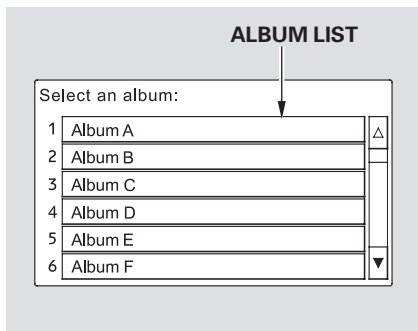 ALBUM LIST
Select an album:
1 Album A
2 Album B
3 Album C
4 Album D
5 Album E
6 Album F